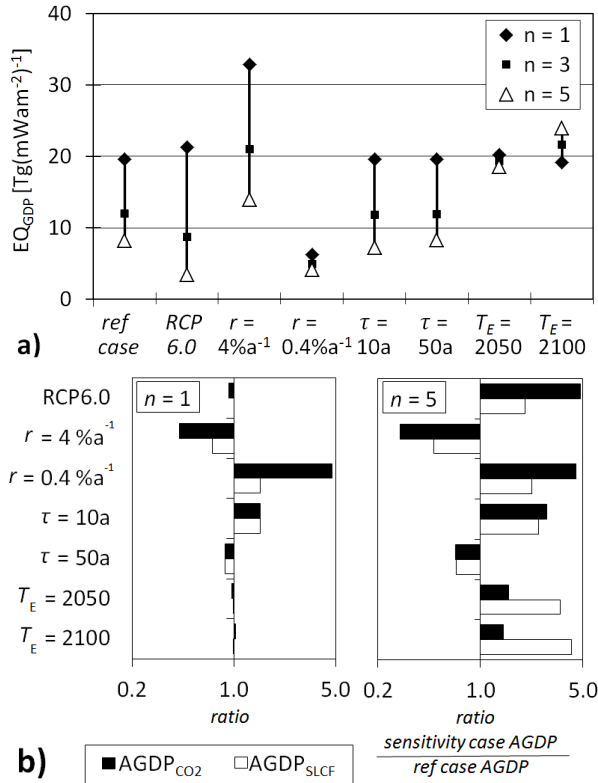 EQGDP [Tg(mWam-2)-1]
40
30
20
10
0
n = 1
n = 3
n = 5
ref case
RCP 6.0
r = 4%a-1
r = 0.4%a-1
τ = 10a
τ = 50a
TE = 2050
TE = 2100
a)
RCP6.0
r = 4 %a-1
r = 0.4 %a-1
τ = 10a
τ = 50a
TE = 2050
TE = 2100
n = 1
0.2 1.0 5.0
ratio
n = 5
0.2 1.0 5.0
ratio
b)
AGDPCO2 AGDPSLCF
sensitivity case AGDP
ref case AGDP